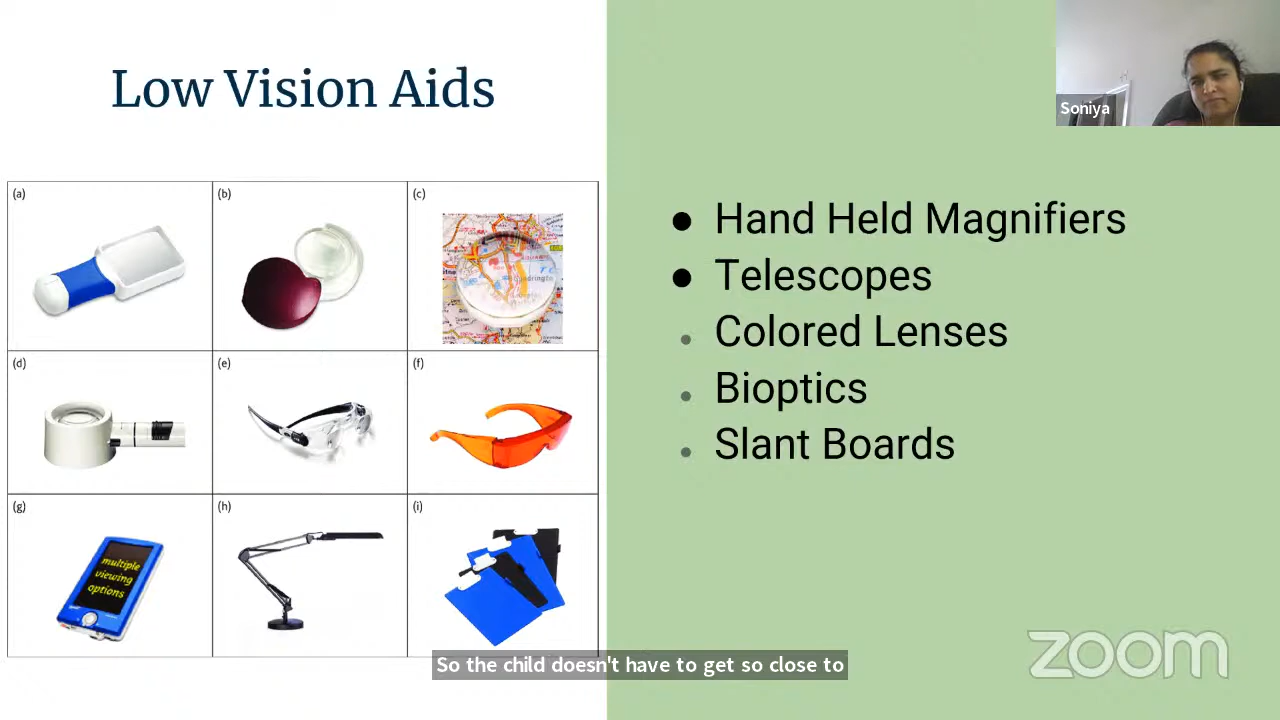 Low Vision Aids
Soniya
(a)
(b)
(c)
(d)
(e)
(f)
(g)
multiple
viewing
options
(h)
(i)
● Hand Held Magnifiers
● Telescopes
● Colored Lenses
● Bioptics
● Slant Boards
So the child doesn't have to get so close to
zoom